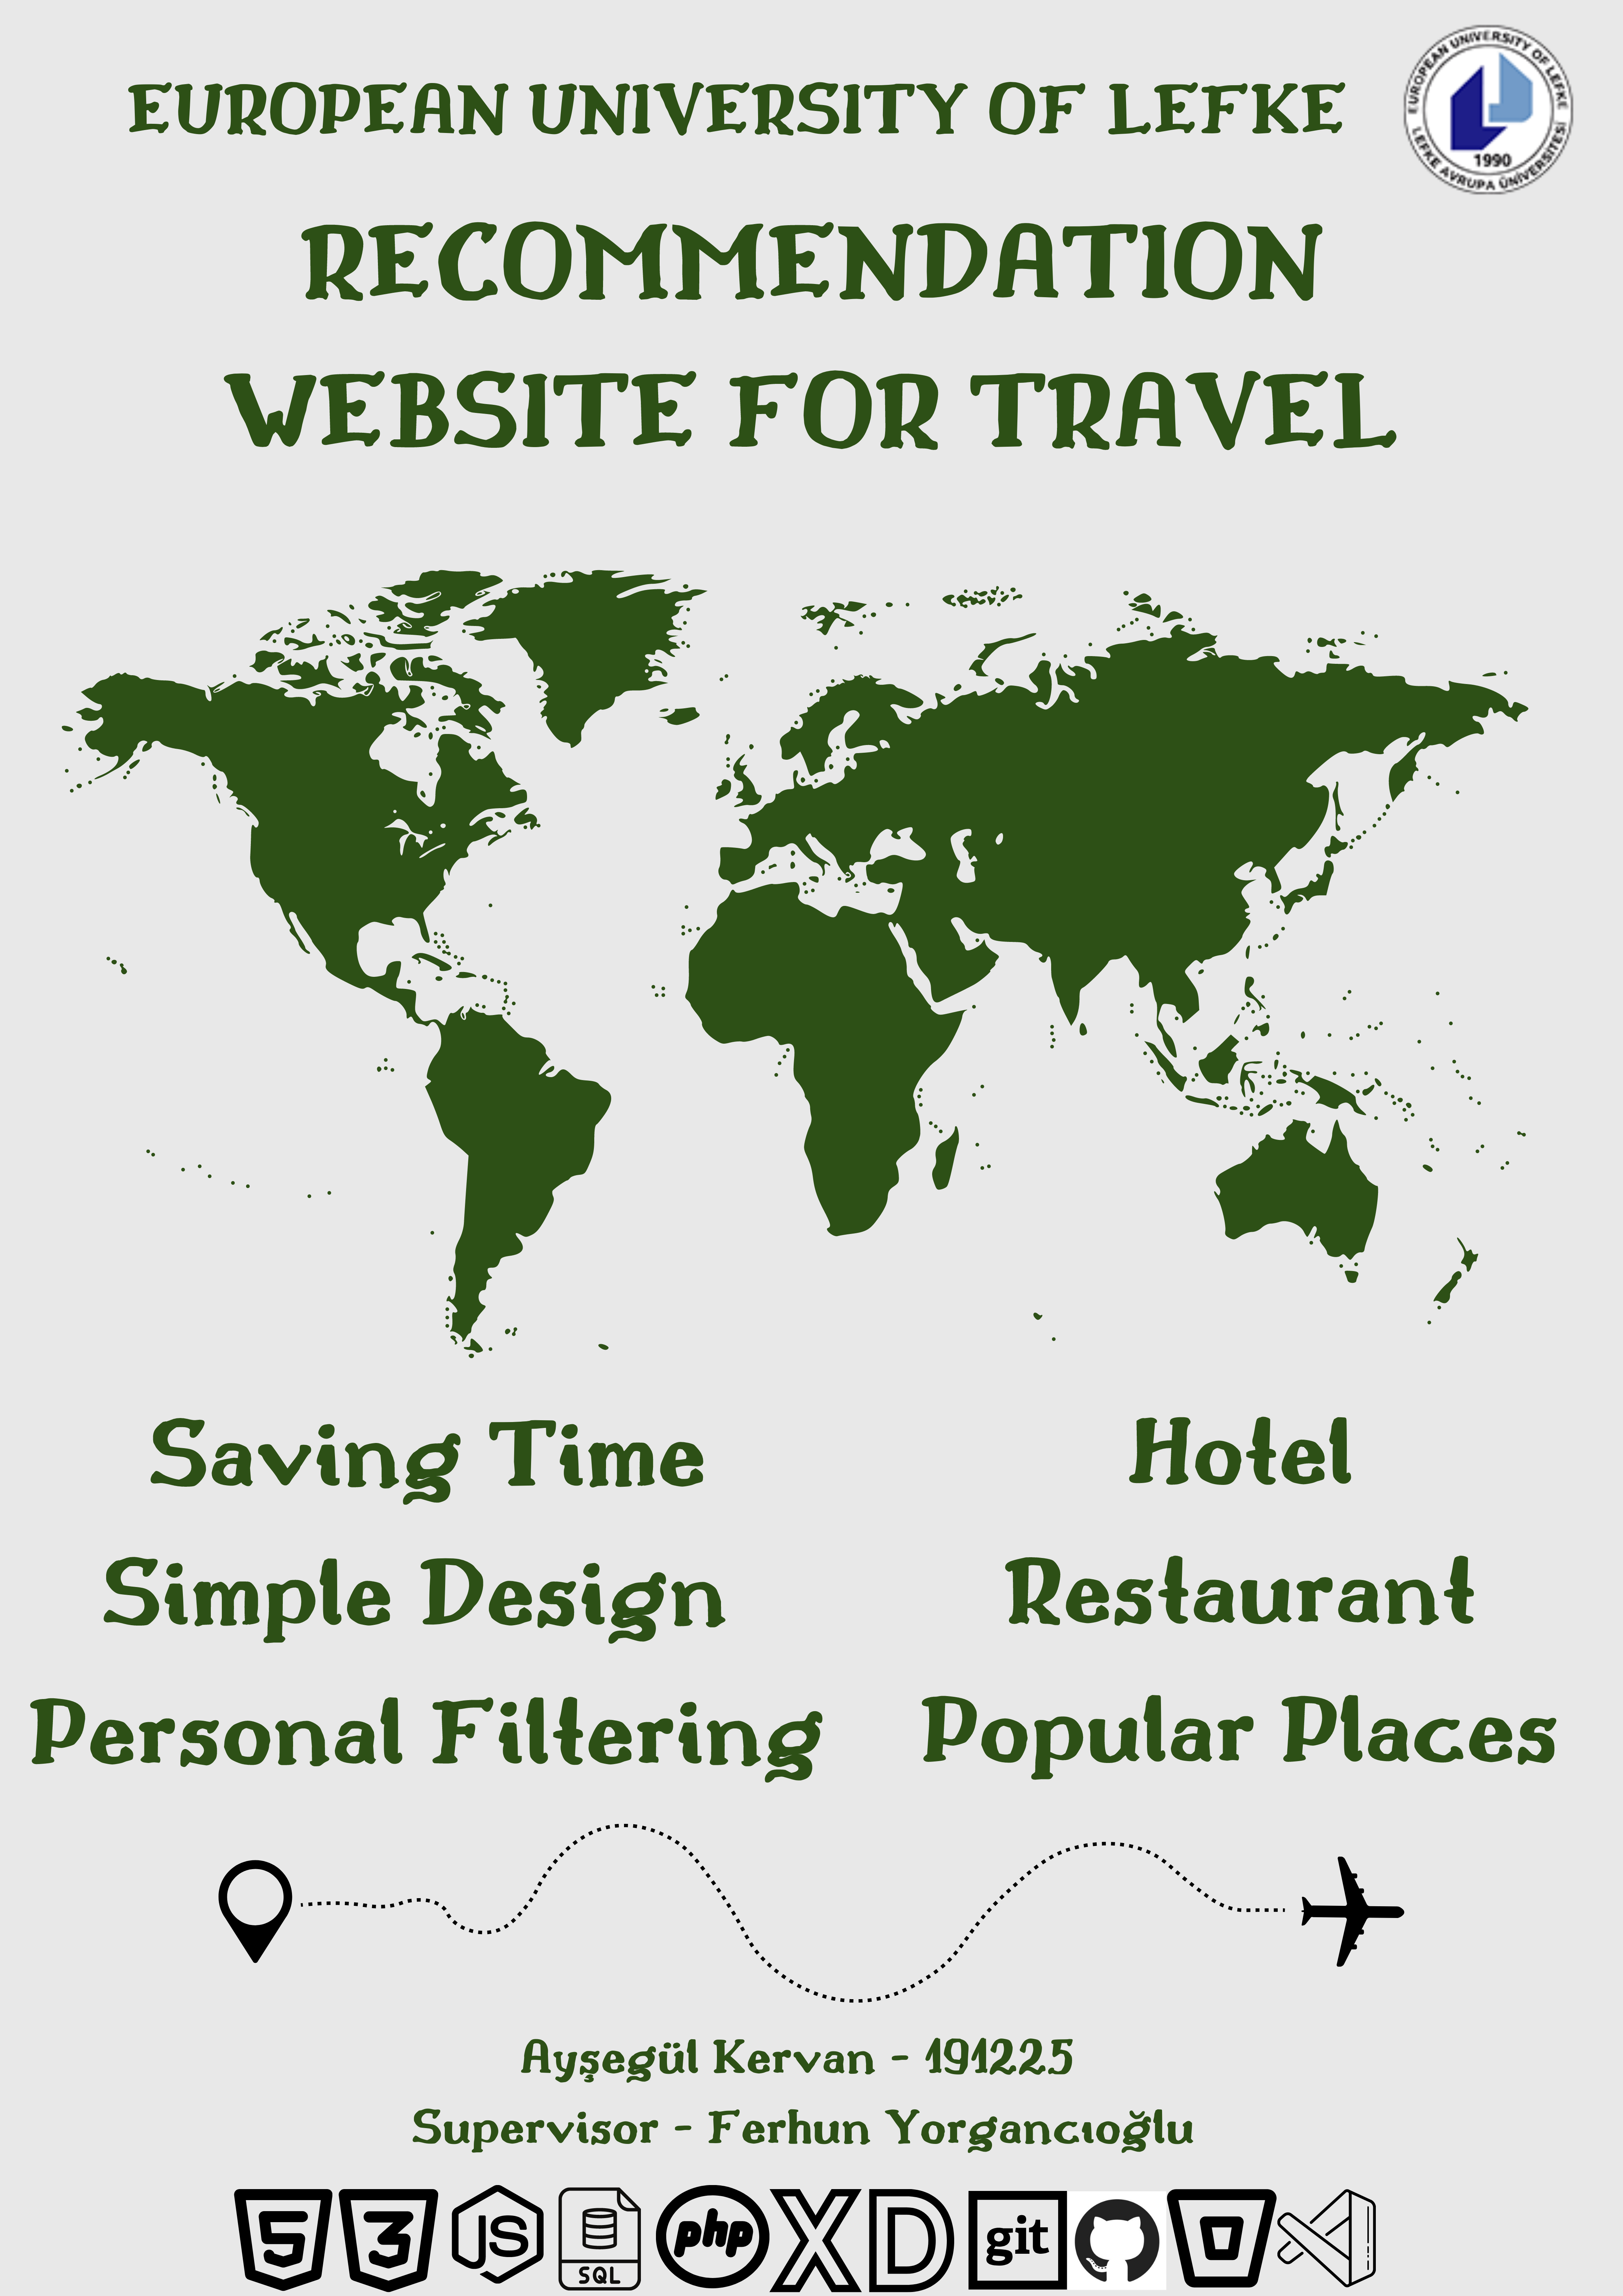 EUROPEAN UNIVERSITY OF LEFKE
EUROPEAN UNIVERSITY OF LEFKE
1990
LEFKE AVRUPA ÜNİVERSİTESİ
RECOMMENDATION
WEBSITE FOR TRAVEL
Saving Time
Hotel
Simple Design
Restaurant
Personal Filtering
Popular Places
Ayşegül Kervan - 191225
Supervisor - Ferhun Yorgancıoğlu
5 3 JS SQL php XD git